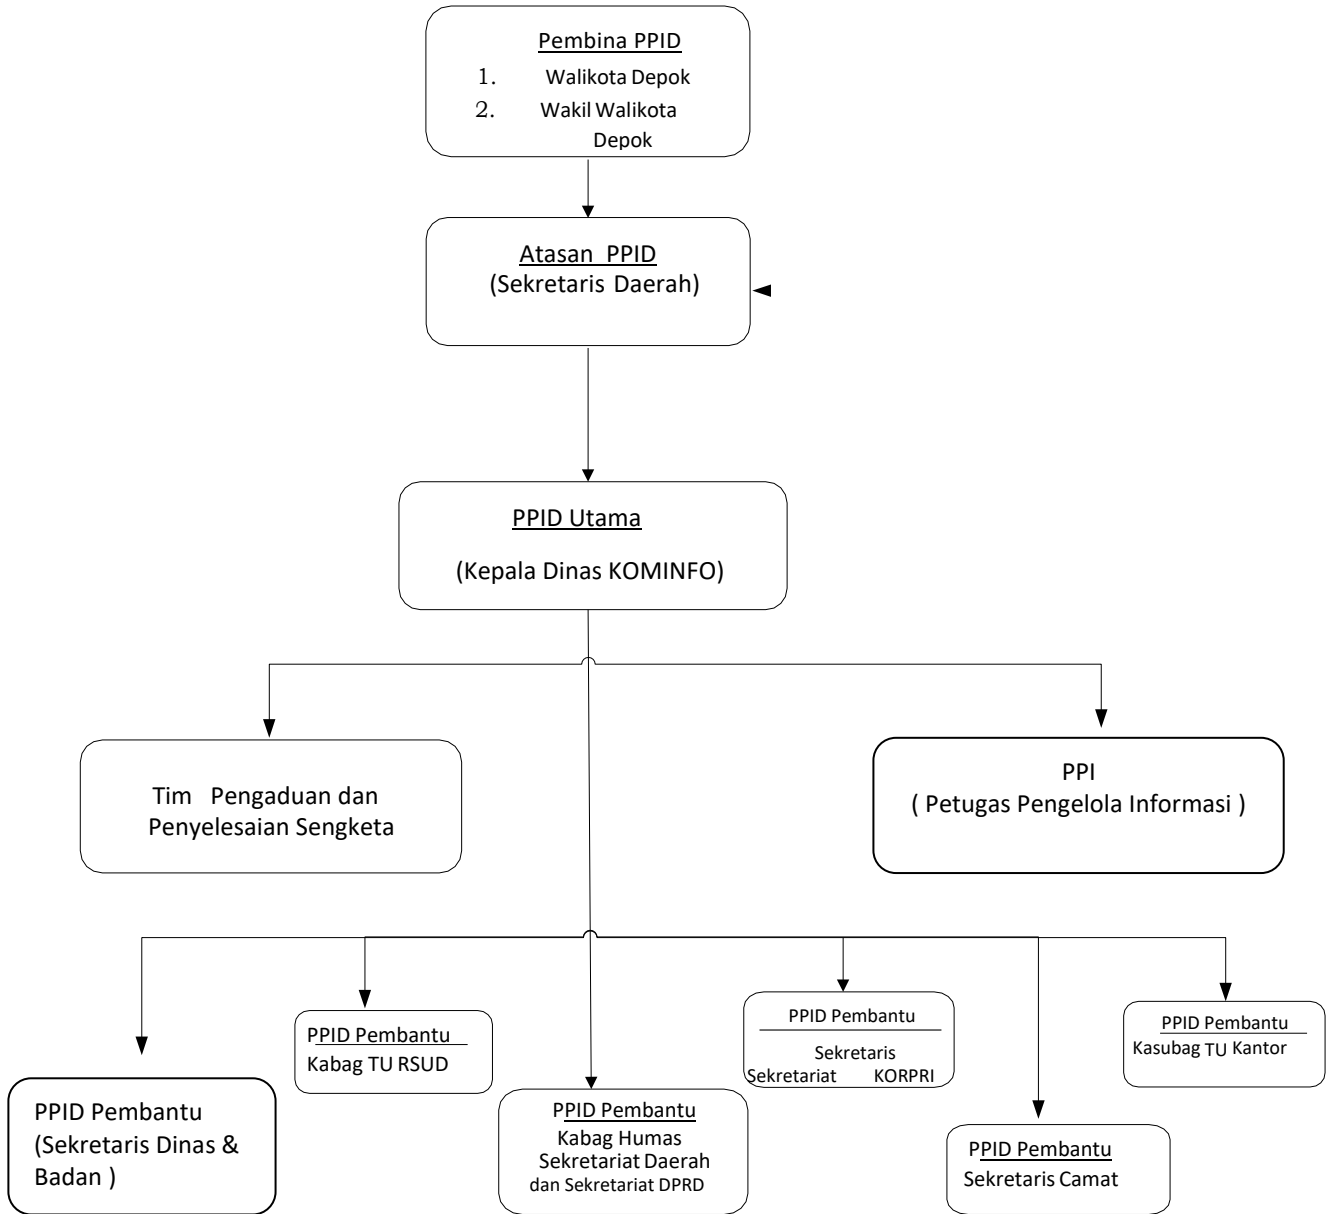 Pembina PPID
1. Walikota Depok
2. Wakil Walikota
Depok
Atasan PPID
(Sekretaris Daerah)
PPID Utama
(Kepala Dinas KOMINFO)
Tim Pengaduan dan
Penyelesaian Sengketa
PPI
( Petugas Pengelola Informasi )
PPID Pembantu
(Sekretaris Dinas &
Badan )
PPID Pembantu
Kabag TU RSUD
PPID Pembantu
Kabag Humas
Sekretariat Daerah
dan Sekretariat DPRD
PPID Pembantu
Sekretaris
Sekretariat KORPRI
PPID Pembantu
Sekretaris Camat
PPID Pembantu
Kasubag TU Kantor